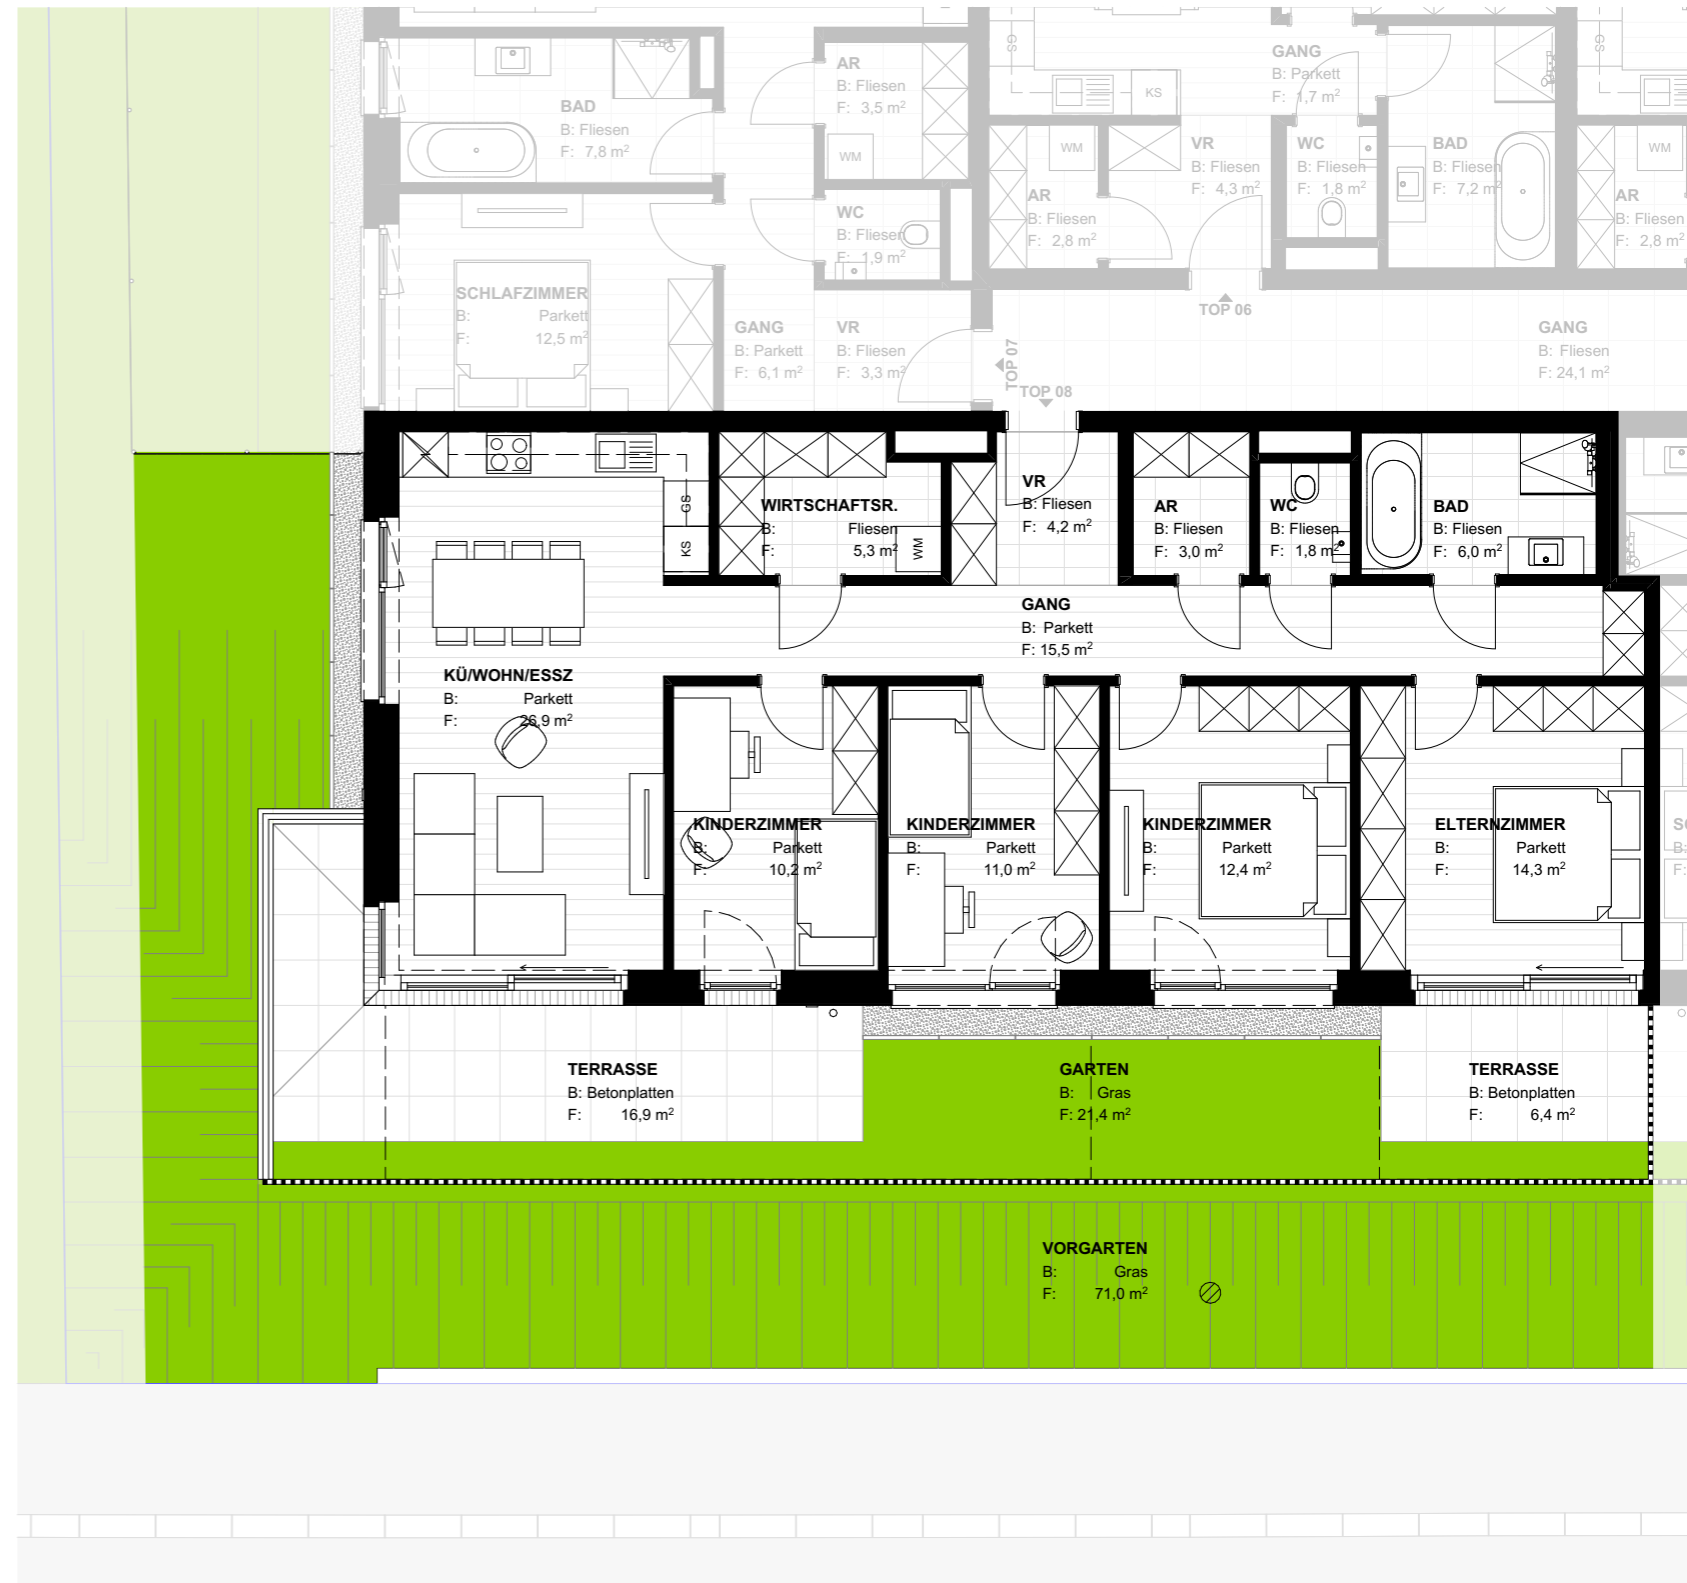 GS
GANG
B: Parkett
F: 1,7 m²
GS
AR
B: Fliesen
F: 3,5 m²
WM
BAD
B: Fliesen
F: 7,8 m²
KS
WM
VR
B: Fliesen
F: 4,3 m²
WC
B: Fliesen
F: 1,8 m²
BAD
B: Fliesen
F: 7,2 m²
WM
AR
B: Fliesen
F: 2,8 m²
AR
B: Fliesen
F: 2,8 m²
WC
B: Fliesen
F: 1,9 m²
SCHLAFZIMMER
B: Parkett
F: 12,5 m²
GANG
B: Parkett
F: 6,1 m²
VR
B: Fliesen
F: 3,3 m²
TOP 07
TOP 06
TOP 08
GANG
B: Fliesen
F: 24,1 m²
GS
KS
WIRTSCHAFTSR.
B: Fliesen
F: 5,3 m²
WM
VR
B: Fliesen
F: 4,2 m²
AR
B: Fliesen
F: 3,0 m²
WC
B: Fliesen
F: 1,8 m²
BAD
B: Fliesen
F: 6,0 m²
GANG
B: Parkett
F: 15,5 m²
KÜ/WOHN/ESSZ
B: Parkett
F: 26,9 m²
KINDERZIMMER
B: Parkett
F: 10,2 m²
KINDERZIMMER
B: Parkett
F: 11,0 m²
KINDERZIMMER
B: Parkett
F: 12,4 m²
ELTERNZIMMER
B: Parkett
F: 14,3 m²
B:
F:
TERRASSE
B: Betonplatten
F: 16,9 m²
GARTEN
B: Gras
F: 21,4 m²
TERRASSE
B: Betonplatten
F: 6,4 m²
VORGARTEN
B: Gras
F: 71,0 m²